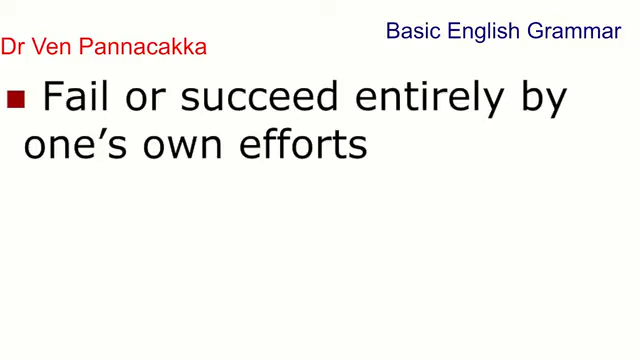 Basic English Grammar
Dr Ven Pannacakka
Fail or succeed entirely by
one's own efforts